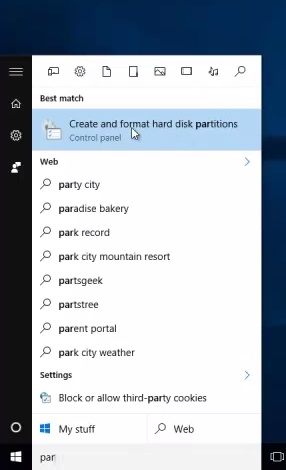 Best match
Create and format hard disk partitions
Control panel
Web
party city
paradise bakery
park record
park city mountain resort
partsgeek
partstree
parent portal
park city weather
Settings
Block or allow third-party cookies
My stuff
Web
part